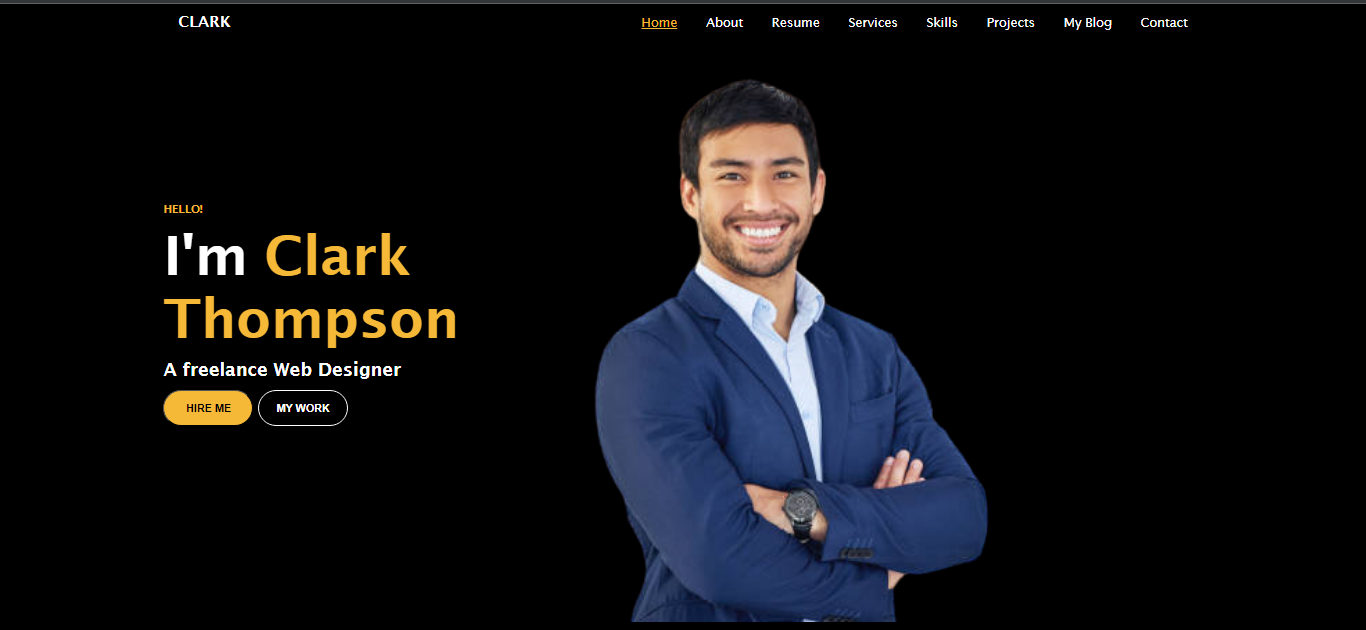 CLARK
Home About Resume Services Skills Projects My Blog Contact
HELLO!
I'm Clark
Thompson
A freelance Web Designer
HIRE ME MY WORK